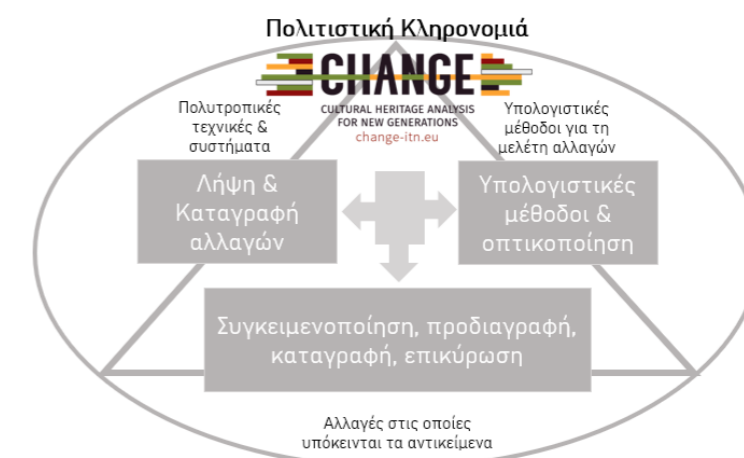 Πολιτιστική Κληρονομιά
CHANGE
CULTURAL HERITAGE ANALYSIS
FOR NEW GENERATIONS
change-itn.eu
Πολυτροπικές
τεχνικές &
συστήματα
Υπολογιστικές
μέθοδοι για τη
μελέτη αλλαγών
Λήψη &
Καταγραφή
αλλαγών
Υπολογιστικές
μέθοδοι &
οπτικοποίηση
Συγκειμενοποίηση, προδιαγραφή,
καταγραφή, επικύρωση
Αλλαγές στις οποίες
υπόκεινται τα αντικείμενα